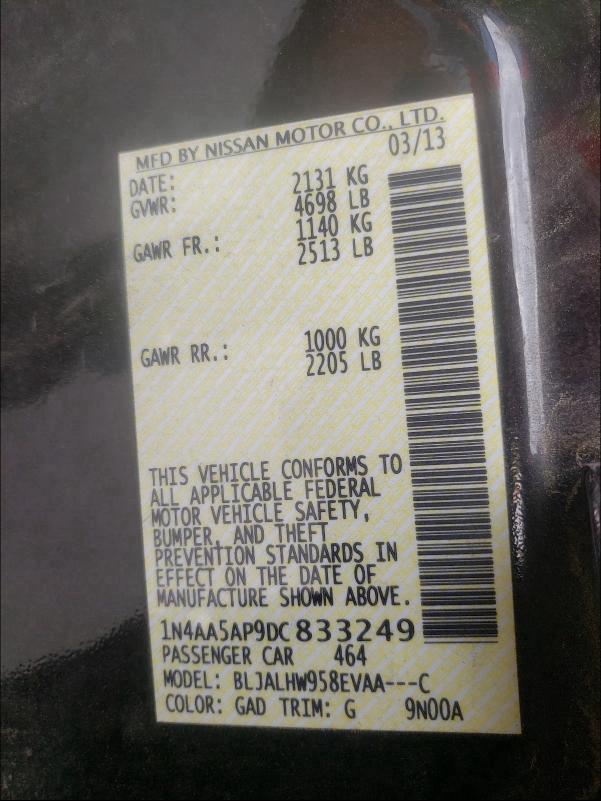 MFD BY NISSAN MOTOR CO., LTD.
DATE: 03/13
GVWR: 2131 KG
4698 LB
GAWR FR.: 1140 KG
2513 LB
GAWR RR.: 1000 KG
2205 LB
THIS VEHICLE CONFORMS TO
ALL APPLICABLE FEDERAL
MOTOR VEHICLE SAFETY,
BUMPER, AND THEFT
PREVENTION STANDARDS IN
EFFECT ON THE DATE OF
MANUFACTURE SHOWN ABOVE.
1N4AA5AP9DC833249
PASSENGER CAR 464
MODEL: BLJALHW958EVAA---C
COLOR: GAD TRIM: G 9N00A